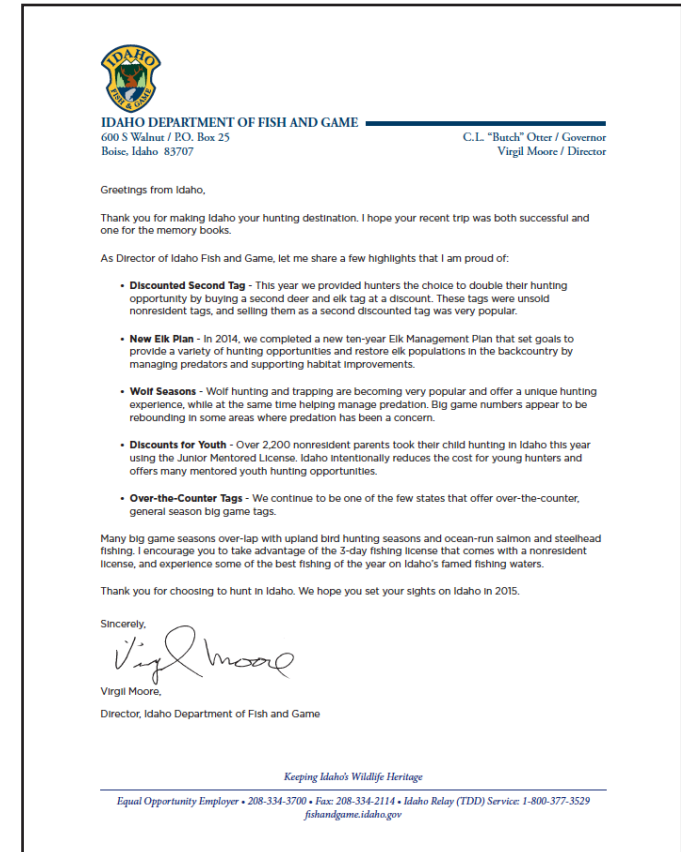 IDAHO
FISH & GAME
IDAHO DEPARTMENT OF FISH AND GAME
600 S Walnut / P.O. Box 25
Boise, Idaho 83707
C.L. "Butch" Otter / Governor
Virgil Moore / Director
Greetings from Idaho,
Thank you for making Idaho your hunting destination. I hope your recent trip was both successful and
one for the memory books.
As Director of Idaho Fish and Game, let me share a few highlights that I am proud of:
• Discounted Second Tag - This year we provided hunters the choice to double their hunting
opportunity by buying a second deer and elk tag at a discount. These tags were unsold
nonresident tags, and selling them as a second discounted tag was very popular.
• New Elk Plan - In 2014, we completed a new ten-year Elk Management Plan that set goals to
provide a variety of hunting opportunities and restore elk populations in the backcountry by
managing predators and supporting habitat improvements.
• Wolf Seasons - Wolf hunting and trapping are becoming very popular and offer a unique hunting
experience, while at the same time helping manage predation. Big game numbers appear to be
rebounding in some areas where predation has been a concern.
• Discounts for Youth - Over 2,200 nonresident parents took their child hunting in Idaho this year
using the Junior Mentored License. Idaho intentionally reduces the cost for young hunters and
offers many mentored youth hunting opportunities.
• Over-the-Counter Tags - We continue to be one of the few states that offer over-the-counter,
general season big game tags.
Many big game seasons over-lap with upland bird hunting seasons and ocean-run salmon and steelhead
fishing. I encourage you to take advantage of the 3-day fishing license that comes with a nonresident
license, and experience some of the best fishing of the year on Idaho's famed fishing waters.
Thank you for choosing to hunt in Idaho. We hope you set your sights on Idaho in 2015.
Sincerely,
Virgil Moore
Virgil Moore,
Director, Idaho Department of Fish and Game
Keeping Idaho's Wildlife Heritage
Equal Opportunity Employer • 208-334-3700 • Fax: 208-334-2114 • Idaho Relay (TDD) Service: 1-800-377-3529
fishandgame.idaho.gov